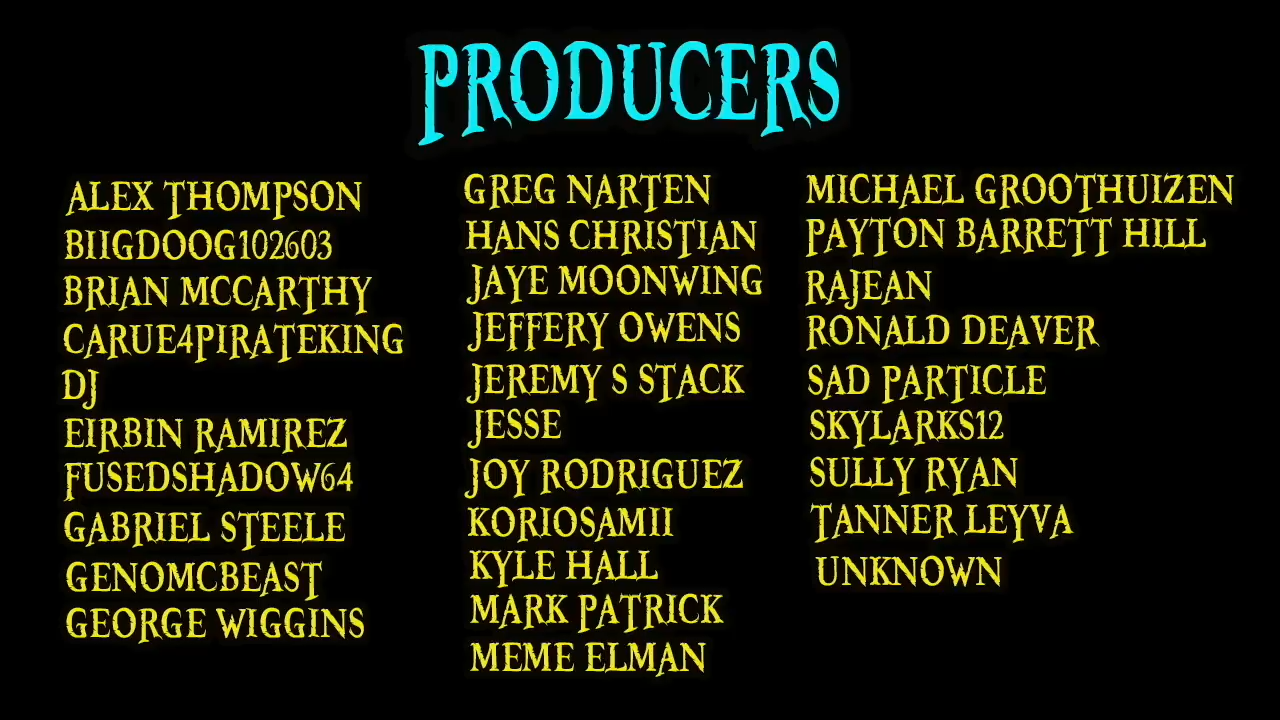 PRODUCERS
ALEX THOMPSON
BIIGDOOG102603
BRIAN MCCARTHY
CARUE4PIRATEKING
DJ
EIRBIN RAMIREZ
FUSEDSHADOW64
GABRIEL STEELE
GENOMCBEAST
GEORGE WIGGINS
GREG NARTEN
HANS CHRISTIAN
JAYE MOONWING
JEFFERY OWENS
JEREMY S STACK
JESSE
JOY RODRIGUEZ
KORIOSAMII
KYLE HALL
MARK PATRICK
MEME ELMAN
MICHAEL GROOTHUIZEN
PAYTON BARRETT HILL
RAJEAN
RONALD DEAVER
SAD PARTICLE
SKYLARKS12
SULLY RYAN
TANNER LEYVA
UNKNOWN